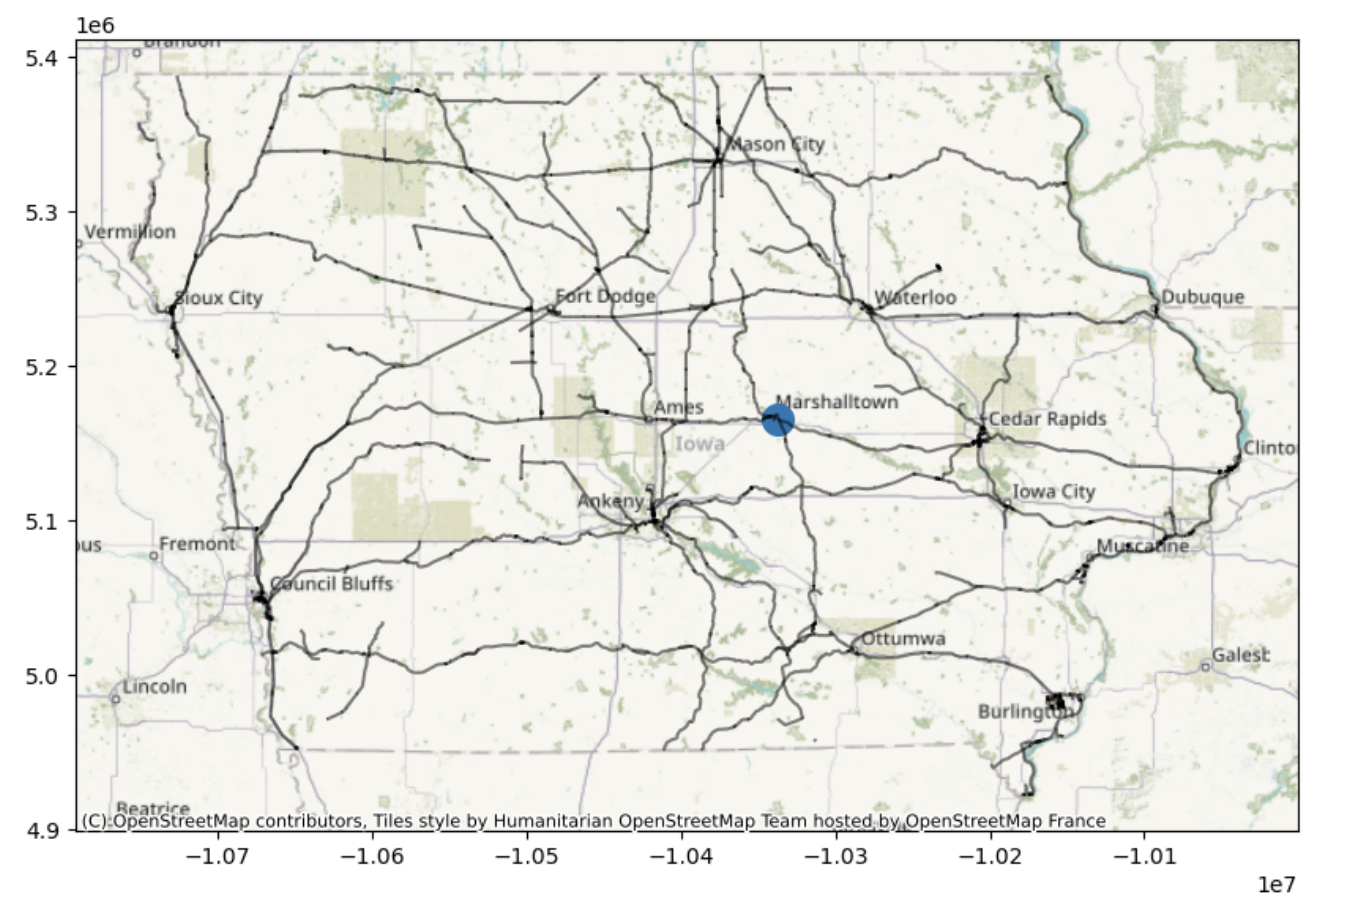 1e6
5.4
Brandon
Mason City
5.3
Vermillion
Sioux City
Fort Dodge
Waterloo
Dubuque
5.2
Marshalltown
Ames
Cedar Rapids
Iowa
Clinto
Iowa City
Ankeny
5.1
Fremont
Muscatine
ous
Council Bluffs
Ottumwa
Galesb
5.0
Lincoln
Burlington
Beatrice
(C) OpenStreetMap contributors, Tiles style by Humanitarian OpenStreetMap Team hosted by OpenStreetMap France
4.9
−1.07 −1.06 −1.05 −1.04 −1.03 −1.02 −1.01
1e7